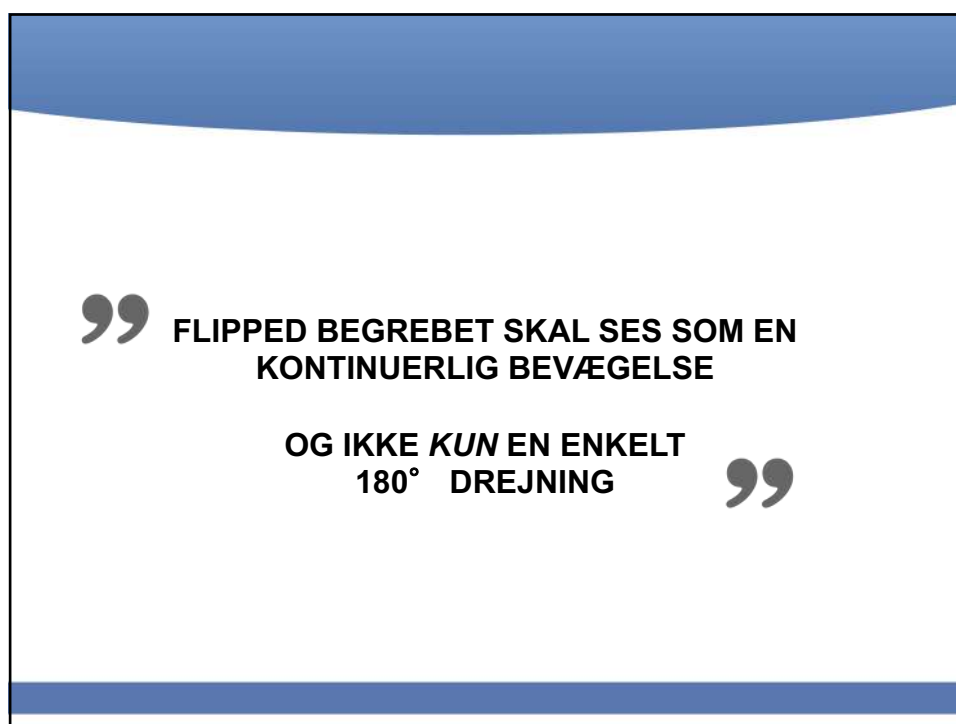 ”FLIPPED BEGREBET SKAL SES SOM EN
KONTINUERLIG BEVÆGELSE
OG IKKE KUN EN ENKELT
180° DREJNING”